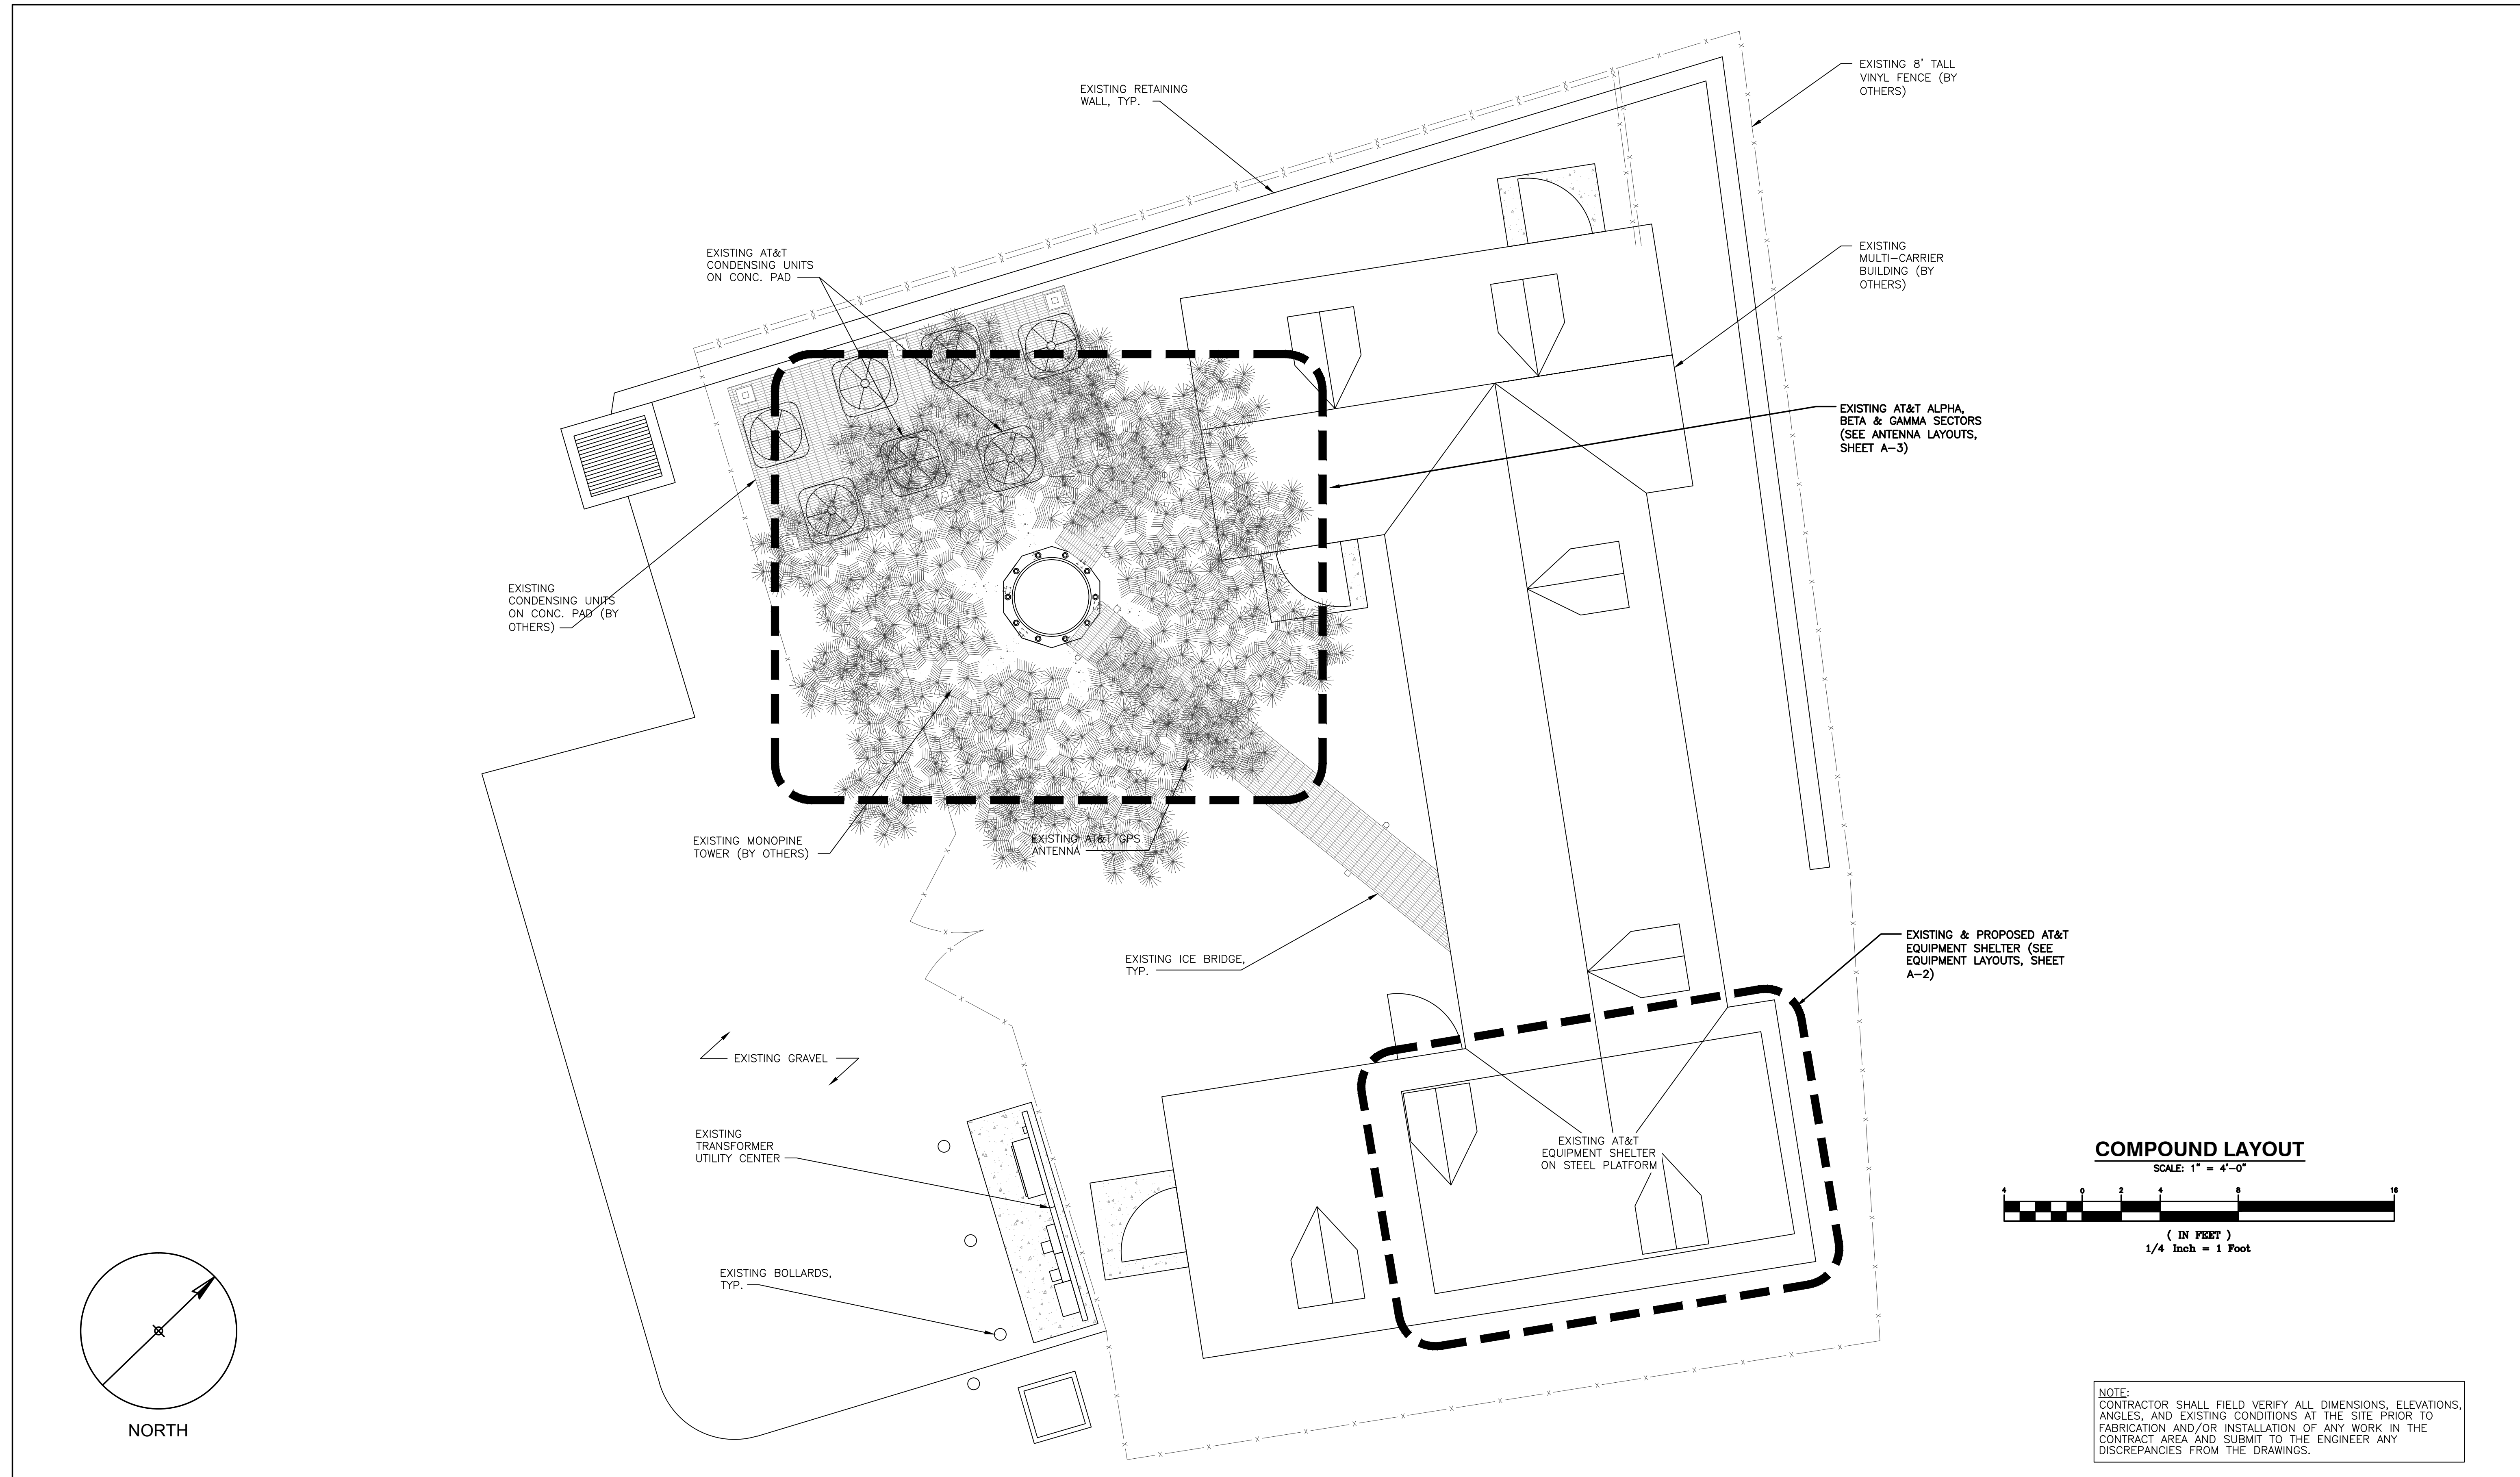 EXISTING RETAINING
WALL, TYP.
EXISTING 8' TALL
VINYL FENCE (BY
OTHERS)
EXISTING AT&T
CONDENSING UNITS
ON CONC. PAD
EXISTING
MULTI-CARRIER
BUILDING (BY
OTHERS)
EXISTING AT&T ALPHA,
BETA & GAMMA SECTORS
(SEE ANTENNA LAYOUTS,
SHEET A-3)
EXISTING
CONDENSING UNITS
ON CONC. PAD (BY
OTHERS)
EXISTING MONOPINE
TOWER (BY OTHERS)
EXISTING AT&T GPS
ANTENNA
EXISTING ICE BRIDGE,
TYP.
EXISTING & PROPOSED AT&T
EQUIPMENT SHELTER (SEE
EQUIPMENT LAYOUTS, SHEET
A-2)
EXISTING GRAVEL
EXISTING
TRANSFORMER
UTILITY CENTER
EXISTING AT&T
EQUIPMENT SHELTER
ON STEEL PLATFORM
EXISTING BOLLARDS,
TYP.
COMPOUND LAYOUT
SCALE: 1" = 4'-0"
4 0 2 4 8 16
( IN FEET )
1/4 Inch = 1 Foot
NORTH
NOTE:
CONTRACTOR SHALL FIELD VERIFY ALL DIMENSIONS, ELEVATIONS,
ANGLES, AND EXISTING CONDITIONS AT THE SITE PRIOR TO
FABRICATION AND/OR INSTALLATION OF ANY WORK IN THE
CONTRACT AREA AND SUBMIT TO THE ENGINEER ANY
DISCREPANCIES FROM THE DRAWINGS.